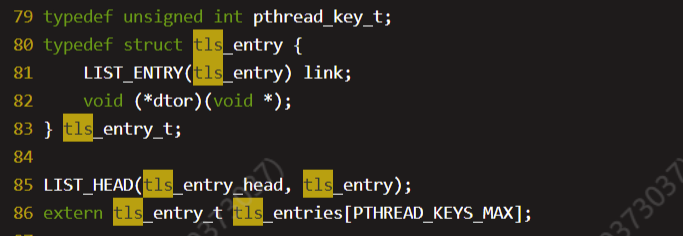 79 typedef unsigned int pthread_key_t;
80 typedef struct tls_entry {
81     LIST_ENTRY(tls_entry) link;
82     void (*dtor)(void *);
83 } tls_entry_t;
84
85 LIST_HEAD(tls_entry_head, tls_entry);
86 extern tls_entry_t tls_entries[PTHREAD_KEYS_MAX];